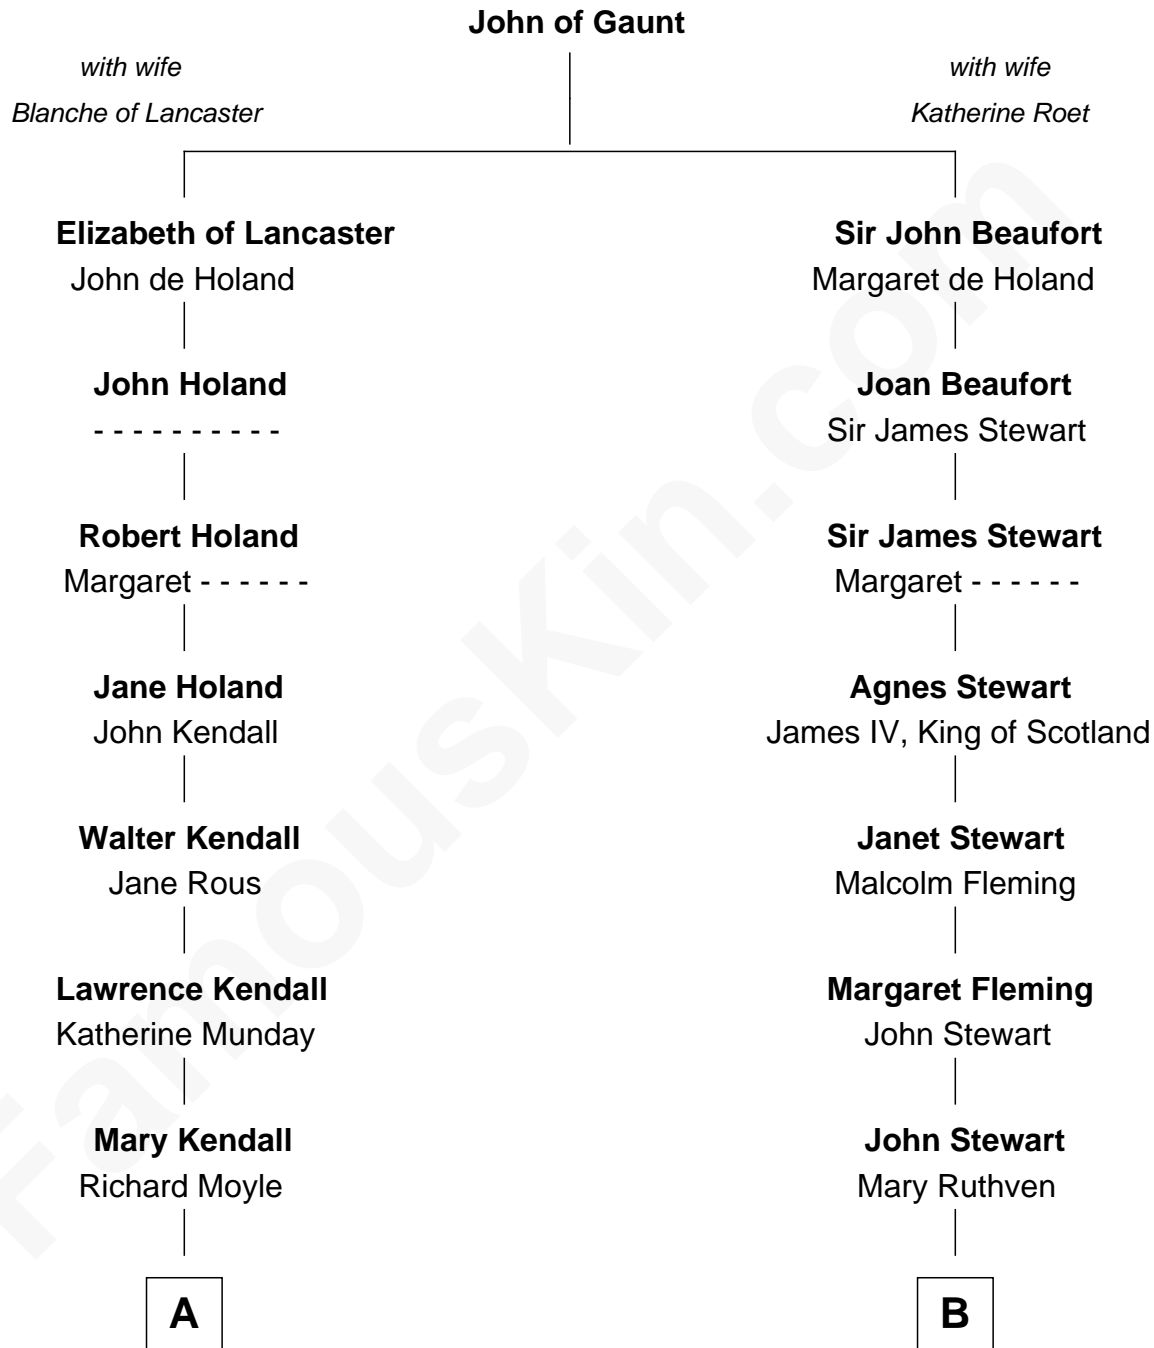 John of Gaunt
with wife
Blanche of Lancaster
with wife
Katherine Roet
Elizabeth of Lancaster
John de Holand
Sir John Beaufort
Margaret de Holand
John Holand
- - - - - - - - - -
Joan Beaufort
Sir James Stewart
Robert Holand
Margaret - - - - - -
Sir James Stewart
Margaret - - - - - -
Jane Holand
John Kendall
Agnes Stewart
James IV, King of Scotland
Walter Kendall
Jane Rous
Janet Stewart
Malcolm Fleming
Lawrence Kendall
Katherine Munday
Margaret Fleming
John Stewart
Mary Kendall
Richard Moyle
John Stewart
Mary Ruthven
A
B
FamousKin.com